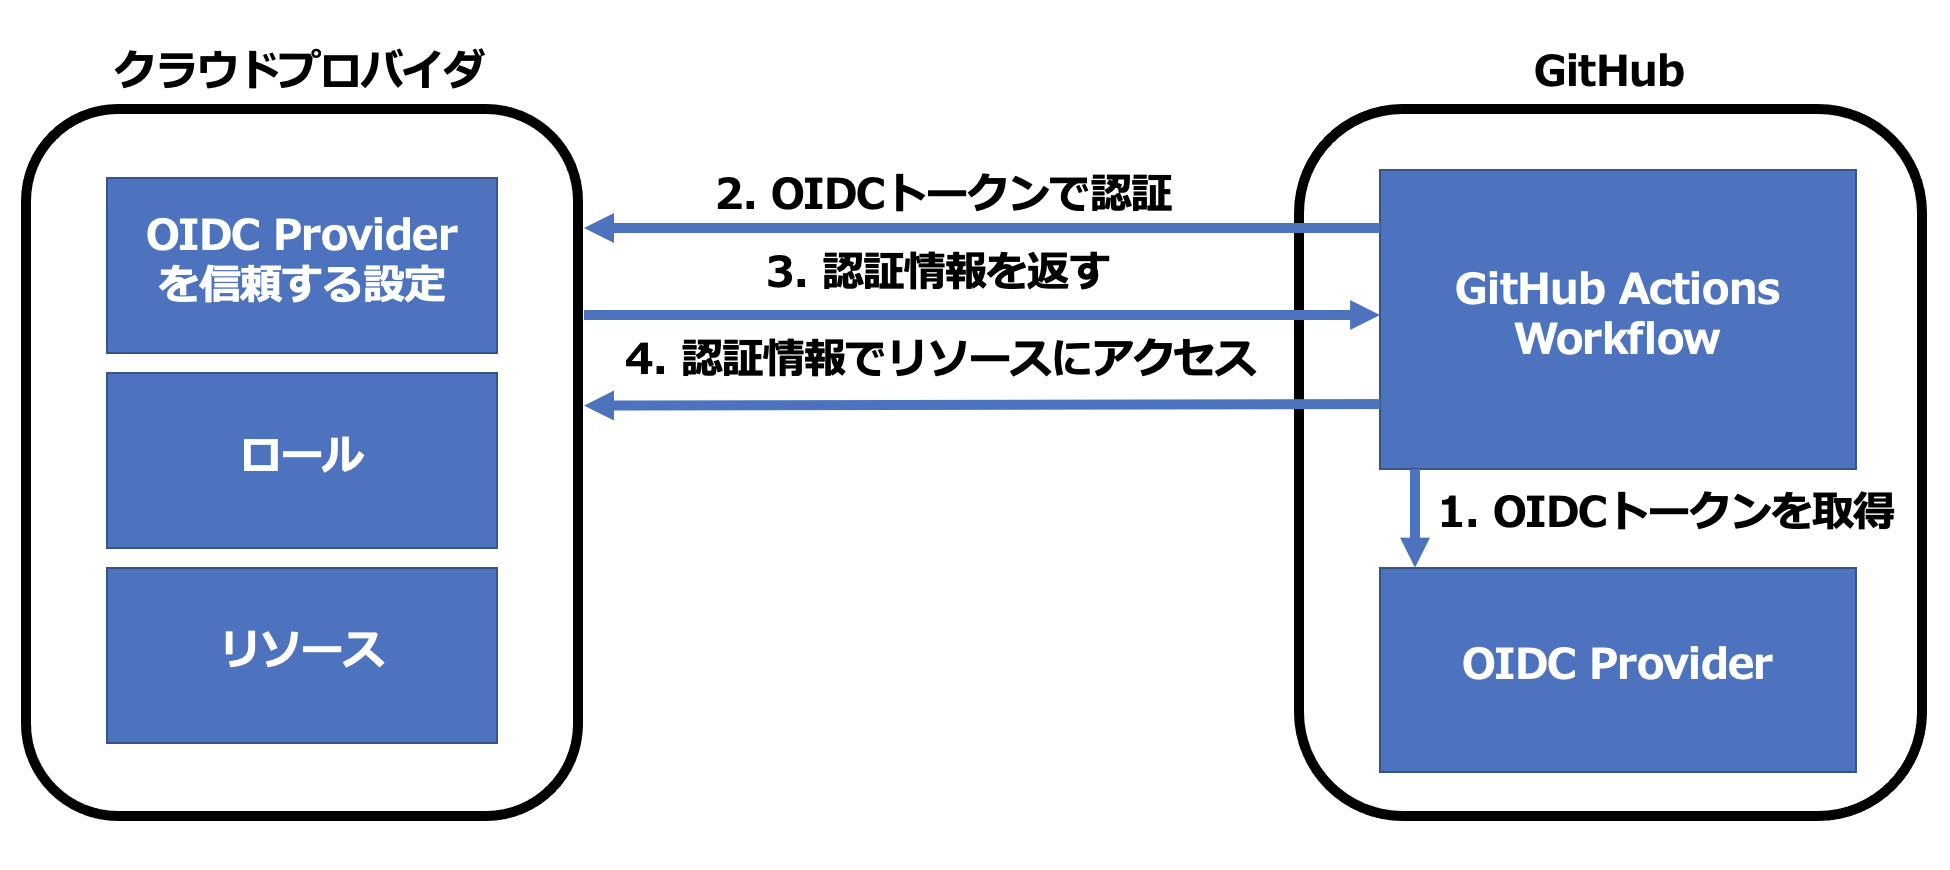 クラウドプロバイダ
OIDC Provider
を信頼する設定
ロール
リソース
2. OIDCトークンで認証
3. 認証情報を返す
4. 認証情報でリソースにアクセス
GitHub
GitHub Actions
Workflow
1. OIDCトークンを取得
OIDC Provider